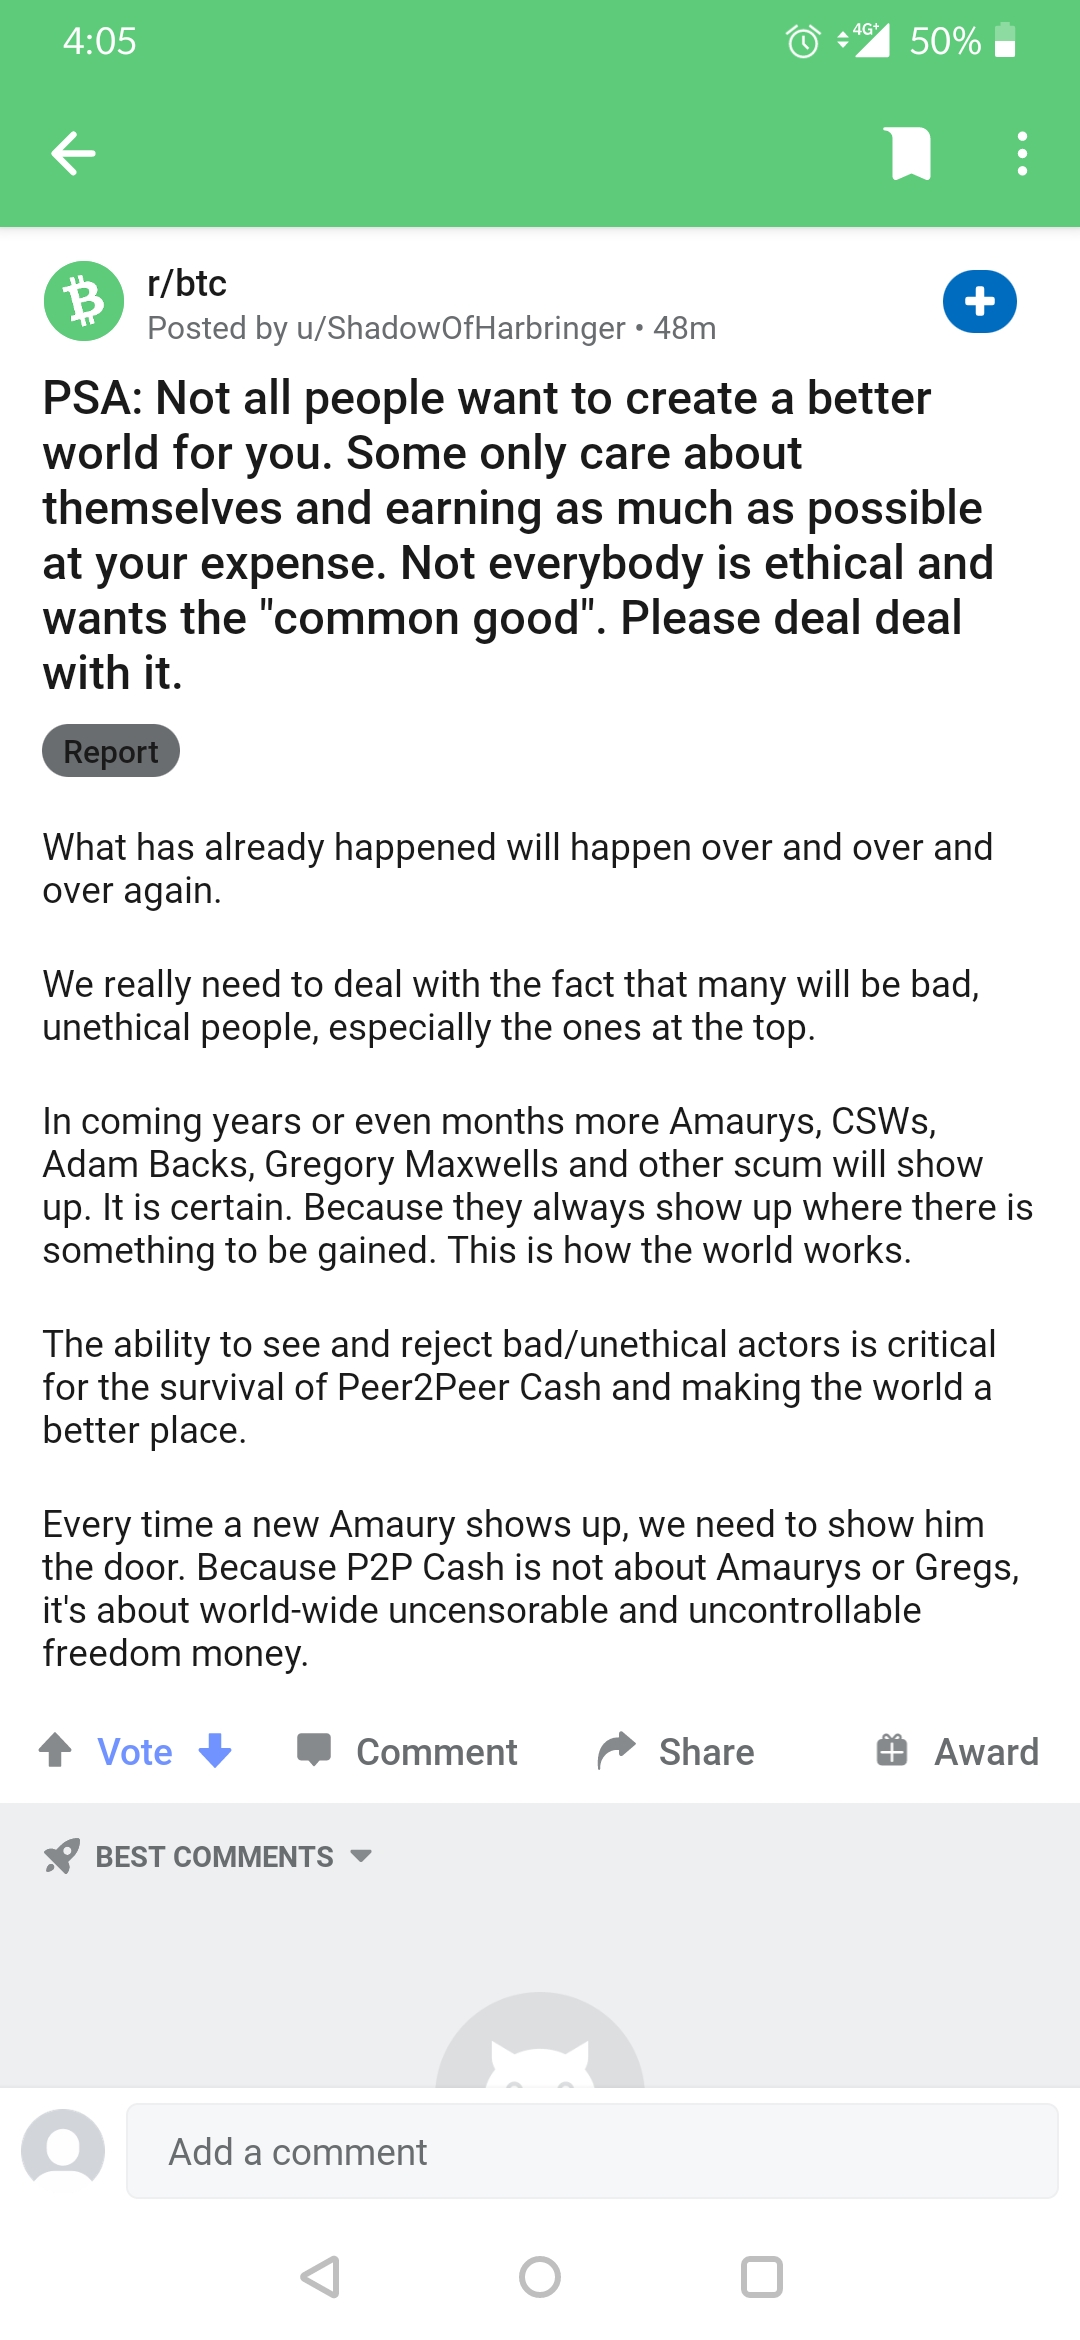 4:05
4G+ 50%
r/btc
Posted by u/ShadowOfHarbringer • 48m
PSA: Not all people want to create a better
world for you. Some only care about
themselves and earning as much as possible
at your expense. Not everybody is ethical and
wants the "common good". Please deal deal
with it.
Report
What has already happened will happen over and over and
over again.
We really need to deal with the fact that many will be bad,
unethical people, especially the ones at the top.
In coming years or even months more Amaurys, CSWs,
Adam Backs, Gregory Maxwells and other scum will show
up. It is certain. Because they always show up where there is
something to be gained. This is how the world works.
The ability to see and reject bad/unethical actors is critical
for the survival of Peer2Peer Cash and making the world a
better place.
Every time a new Amaury shows up, we need to show him
the door. Because P2P Cash is not about Amaurys or Gregs,
it's about world-wide uncensorable and uncontrollable
freedom money.
Vote Comment Share Award
BEST COMMENTS
Add a comment